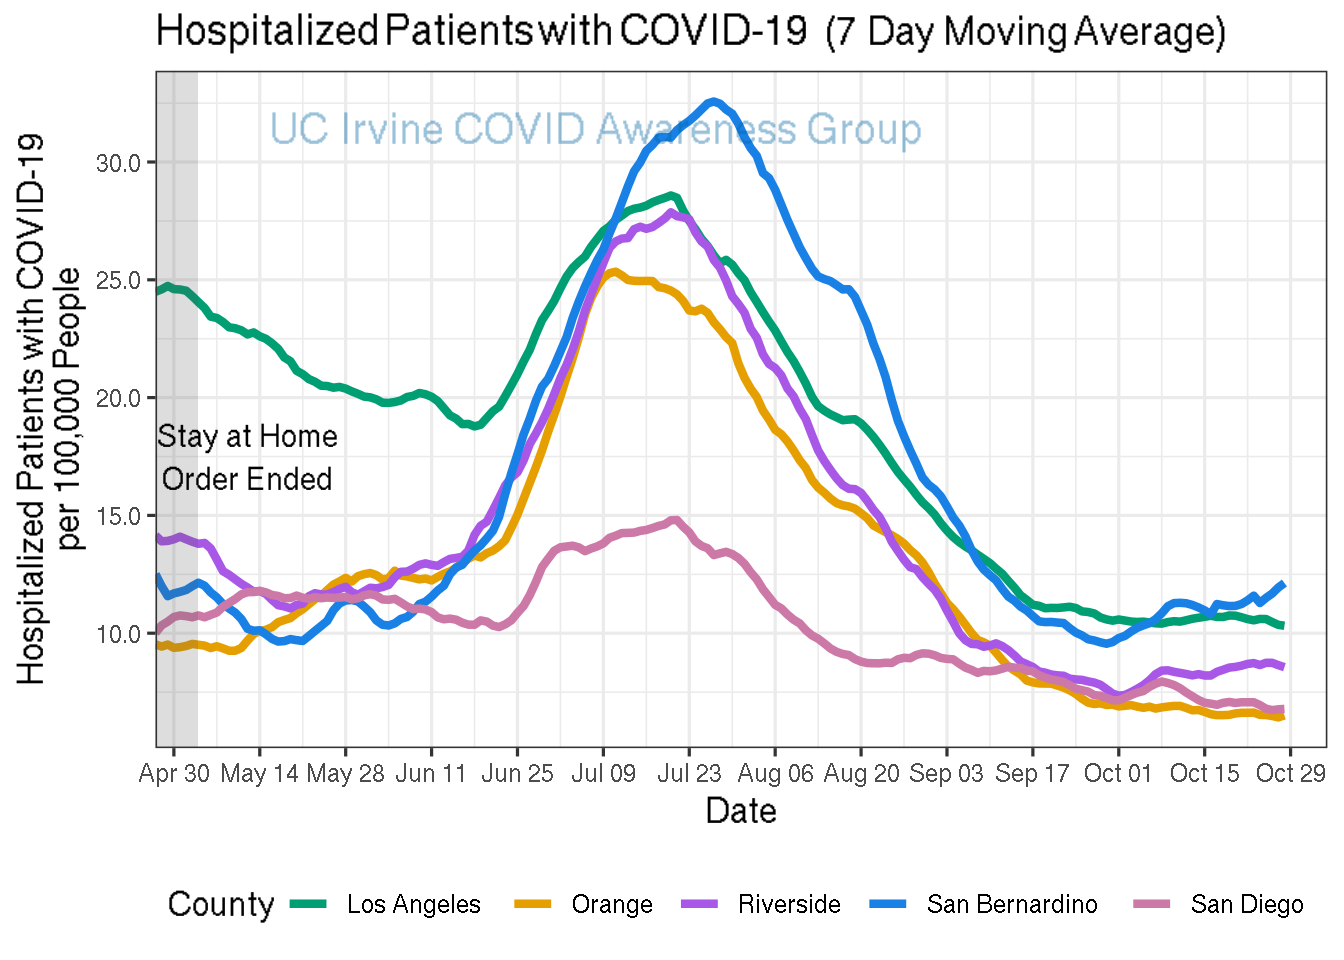 Hospitalized Patients with COVID-19 (7 Day Moving Average)
UC Irvine COVID Awareness Group
Hospitalized Patients with COVID-19
per 100,000 People
30.0
25.0
20.0
15.0
10.0
Stay at Home
Order Ended
Apr 30 May 14 May 28 Jun 11 Jun 25 Jul 09 Jul 23 Aug 06 Aug 20 Sep 03 Sep 17 Oct 01 Oct 15 Oct 29
Date
County Los Angeles Orange Riverside San Bernardino San Diego